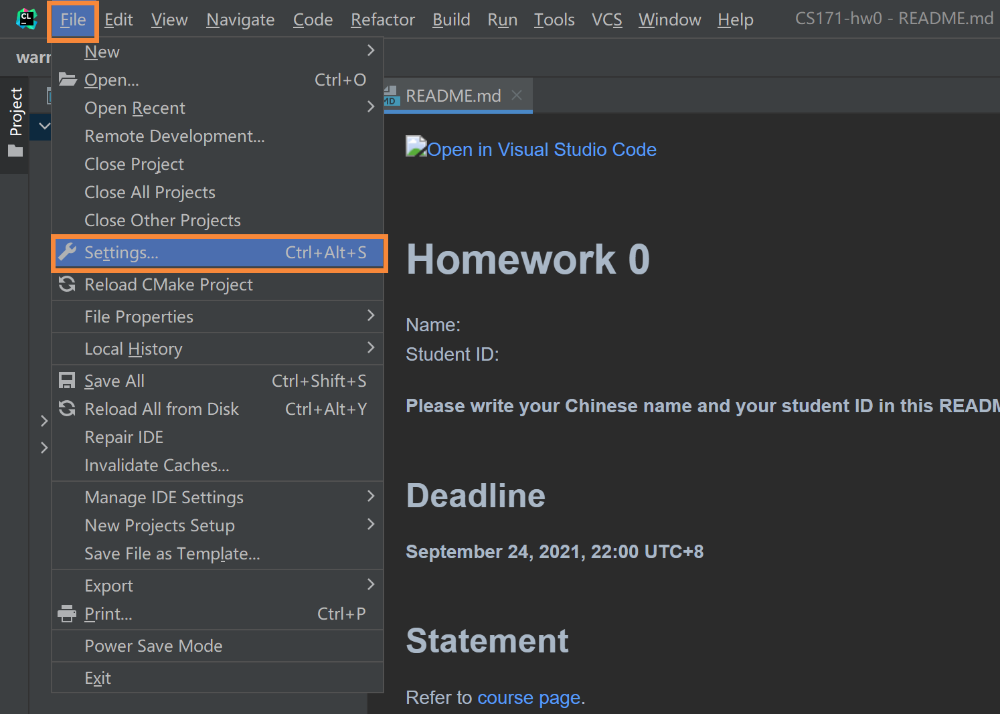 CL
File Edit View Navigate Code Refactor Build Run Tools VCS Window Help CS171-hw0 - README.md
Project
New
Open... Ctrl+O
Open Recent
Remote Development...
Close Project
Close All Projects
Close Other Projects
Settings... Ctrl+Alt+S
Reload CMake Project
File Properties
Local History
Save All Ctrl+Shift+S
Reload All from Disk Ctrl+Alt+Y
Repair IDE
Invalidate Caches...
Manage IDE Settings
New Projects Setup
Save File as Template...
Export
Print... Ctrl+P
Power Save Mode
Exit
MD README.md
Open in Visual Studio Code
Homework 0
Name:
Student ID:
Please write your Chinese name and your student ID in this
Deadline
September 24, 2021, 22:00 UTC+8
Statement
Refer to course page.